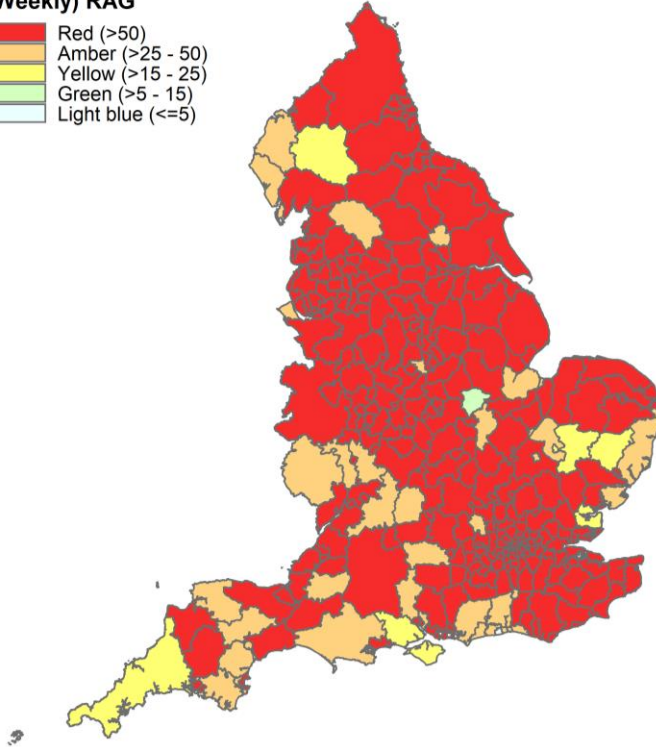 Weekly) RAG
Red (>50)
Amber (>25 - 50)
Yellow (>15 - 25)
Green (>5 - 15)
Light blue (<=5)